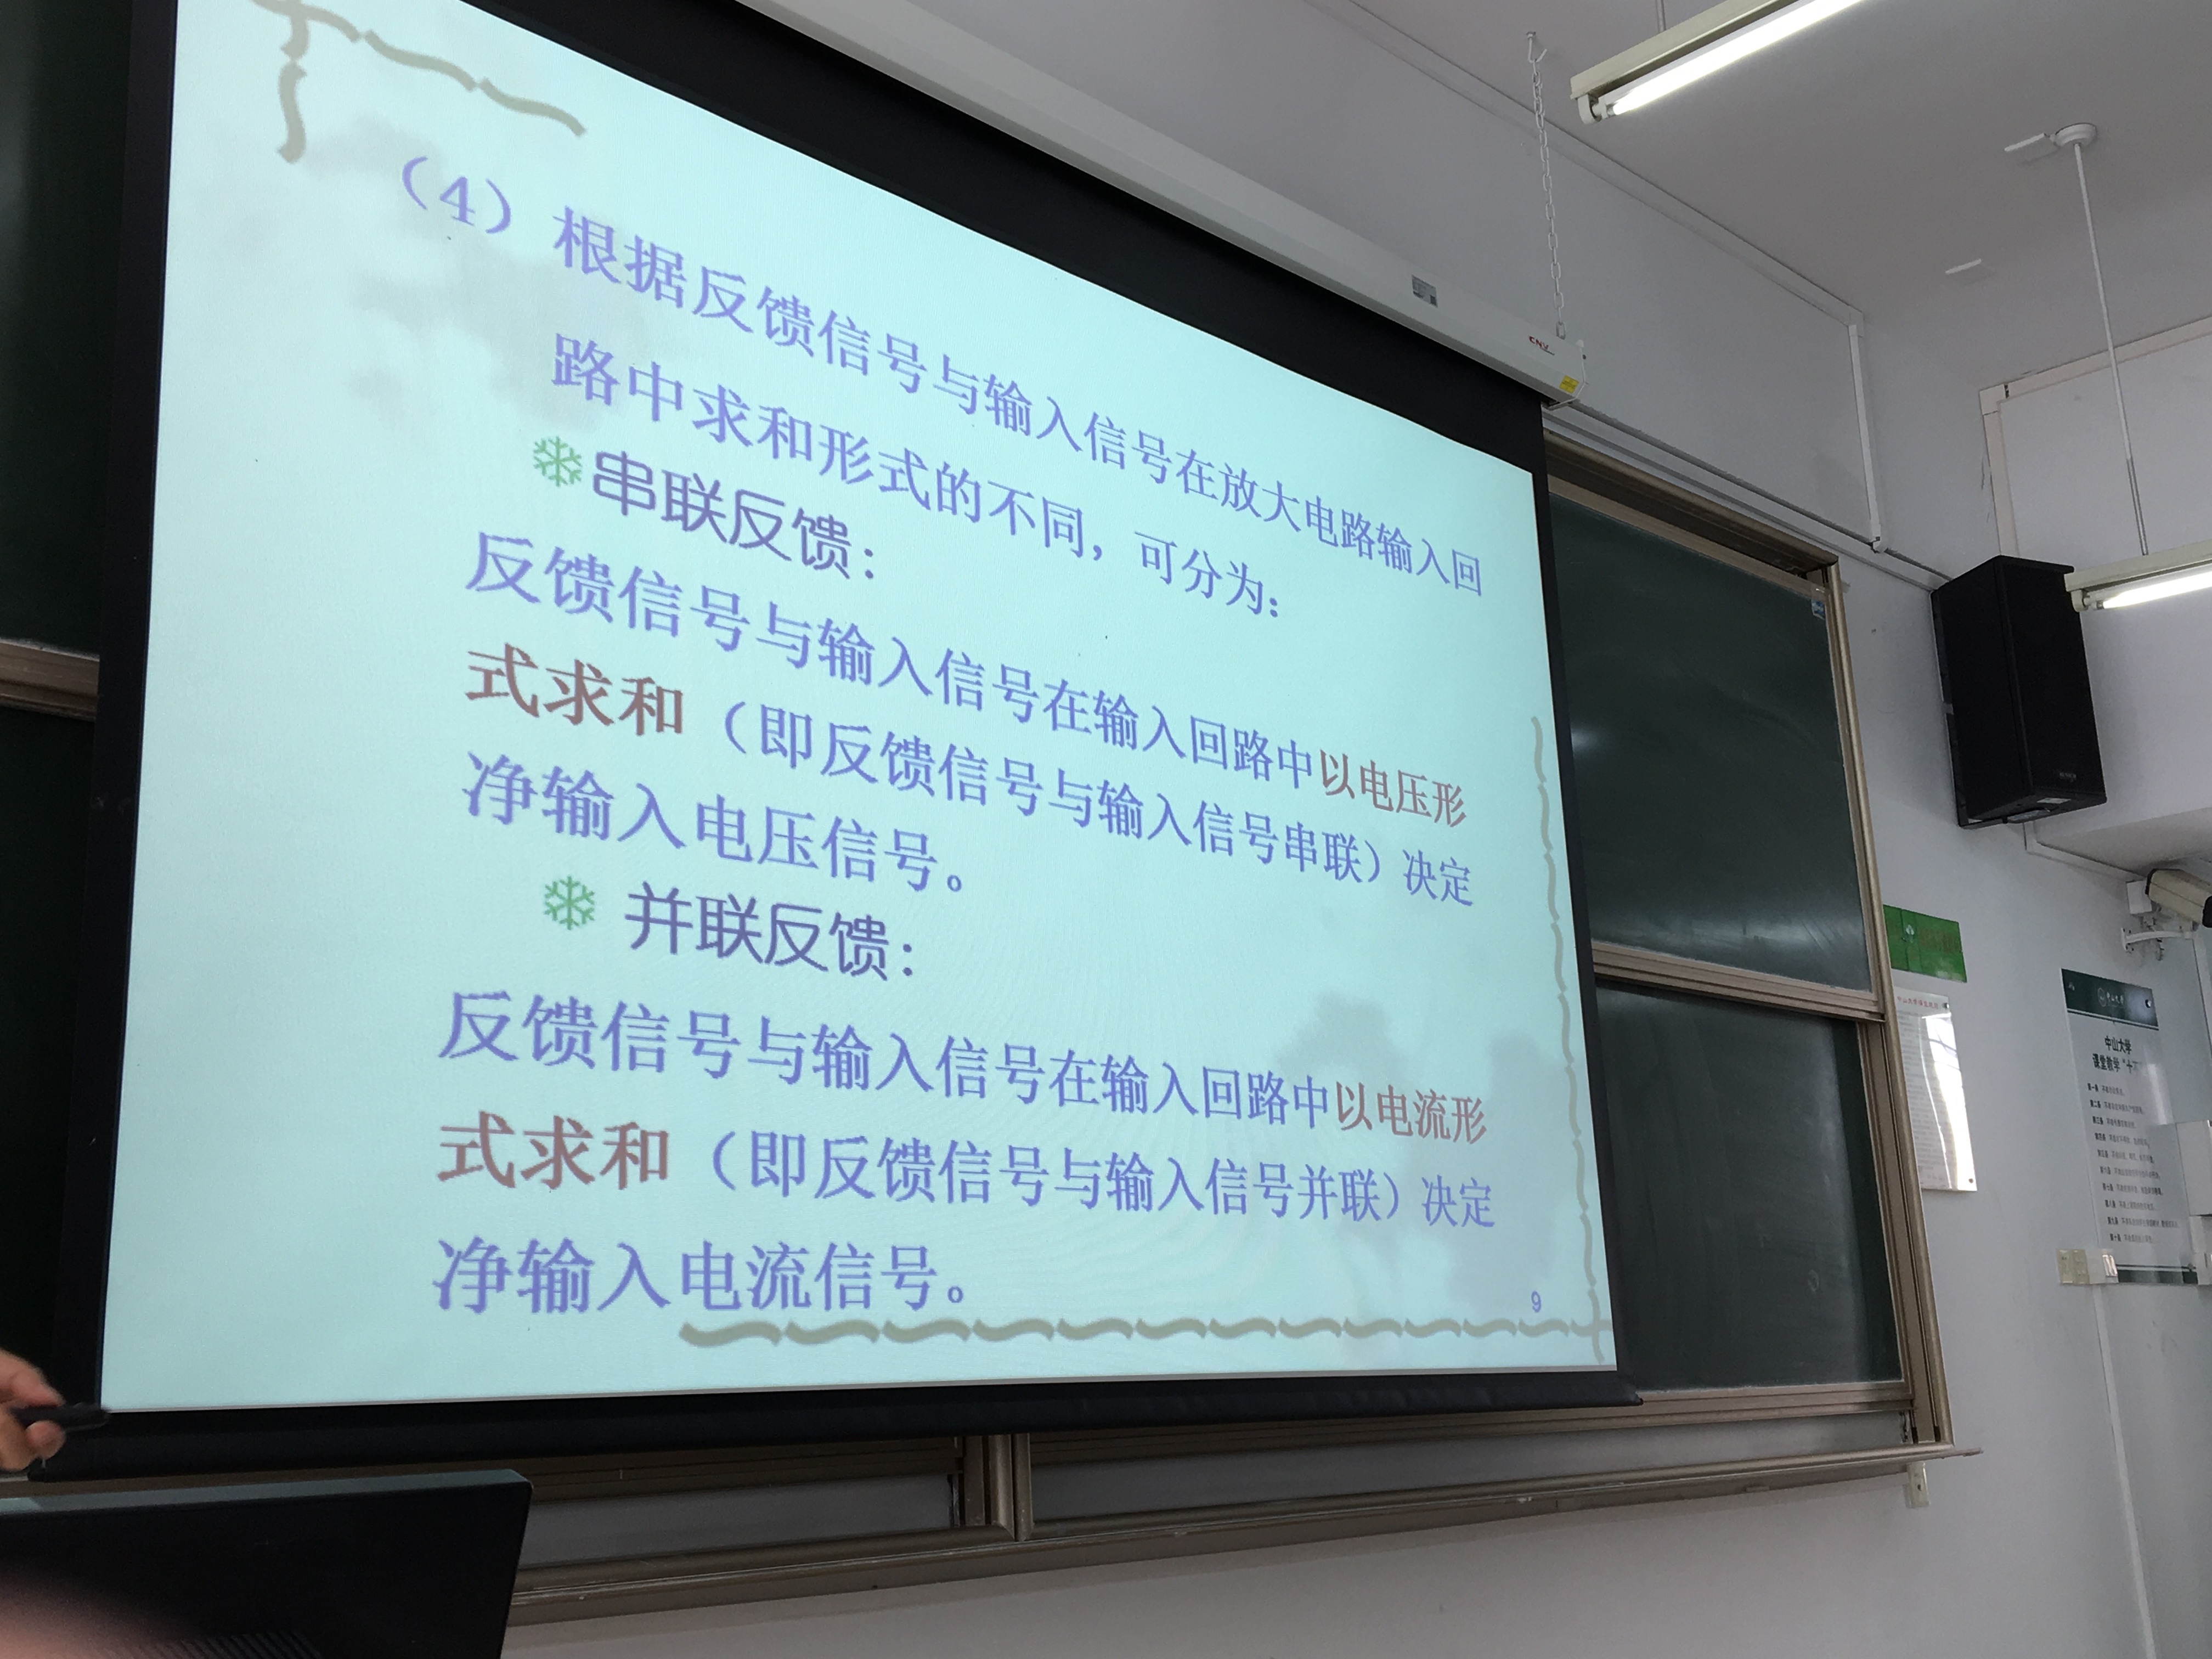 （4）根据反馈信号与输入信号在放大电路输入回
路中求和形式的不同，可分为：
串联反馈：
反馈信号与输入信号在输入回路中以电压形
式求和（即反馈信号与输入信号串联）决定
净输入电压信号。
并联反馈：
反馈信号与输入信号在输入回路中以电流形
式求和（即反馈信号与输入信号并联）决定
净输入电流信号。
9
中山大学
课堂教学“十